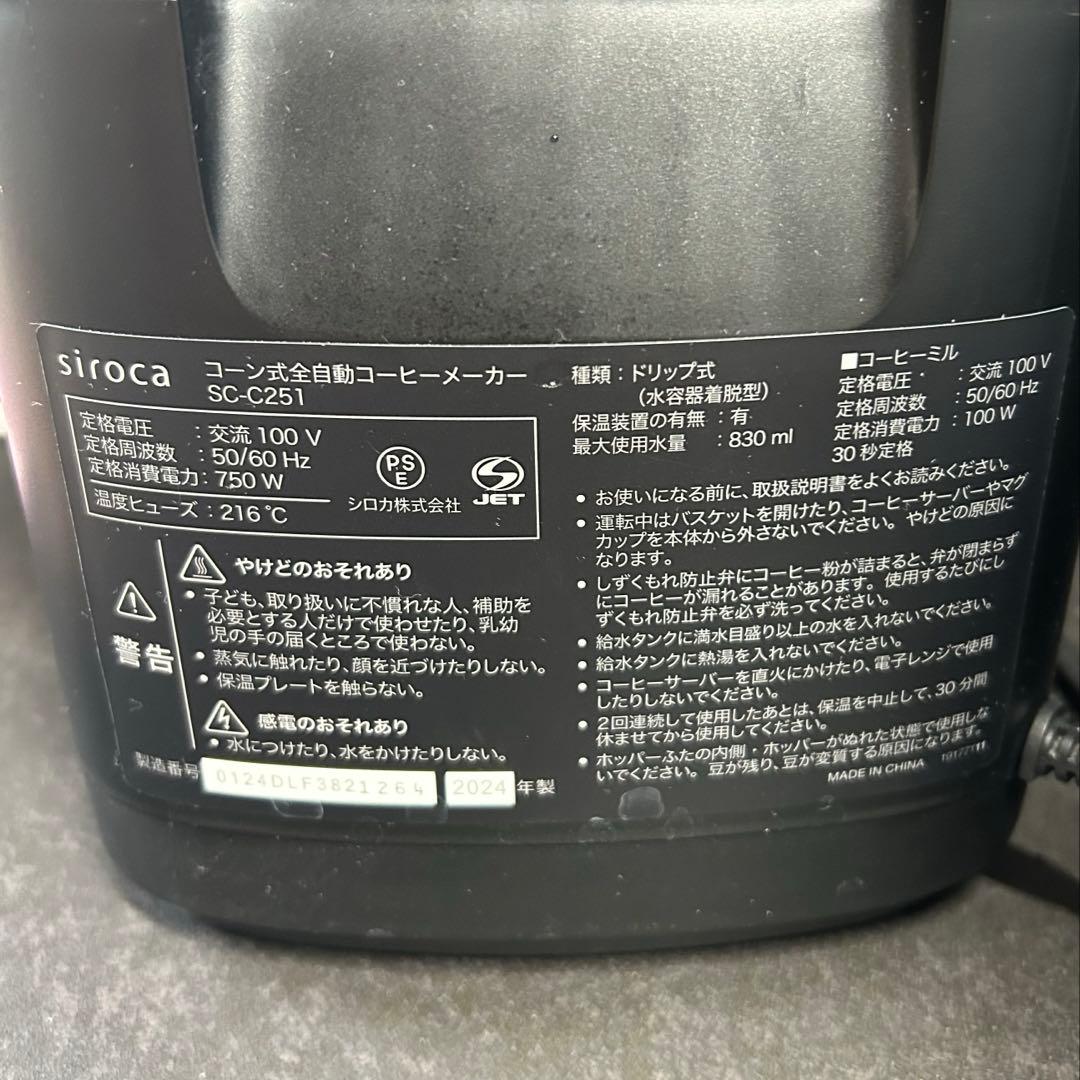 siroca
コーン式全自動コーヒーメーカー
SC-C251
定格電圧 : 交流 100 V
定格周波数 : 50/60 Hz
定格消費電力 : 750 W
温度ヒューズ : 216℃
PS
E
シロカ株式会社
JET
種類 : ドリップ式
(水容器着脱型)
保温装置の有無 : 有
最大使用水量 : 830 ml
■コーヒーミル
定格電圧 : 交流 100 V
定格周波数 : 50/60 Hz
定格消費電力 : 100 W
30 秒定格
警告
やけどのおそれあり
• 子ども、取り扱いに不慣れな人、補助を
必要とする人だけで使わせたり、乳幼
児の手の届くところで使わない。
• 蒸気に触れたり、顔を近づけたりしない。
• 保温プレートを触らない。
感電のおそれあり
• 水につけたり、水をかけたりしない。
• お使いになる前に、取扱説明書をよくお読みください。
• 運転中はバスケットを開けたり、コーヒーサーバーやマグ
カップを本体から外さないでください。やけどの原因に
なります。
• しずくもれ防止弁にコーヒー粉が詰まると、弁が閉まらず
にコーヒーが漏れることがあります。使用するたびにし
ずくもれ防止弁を必ず洗ってください。
• 給水タンクに満水目盛り以上の水を入れないでください。
• 給水タンクに熱湯を入れないでください。
• コーヒーサーバーを直火にかけたり、電子レンジで使用
したりしないでください。
• 2回連続して使用したあとは、保温を中止して、30 分間
休ませてから使用してください。
• ホッパーふたの内側・ホッパーがぬれた状態で使用しな
いでください。豆が残り、豆が変質する原因になります。
MADE IN CHINA
製造番号 0124DLF3821264 2024 年製